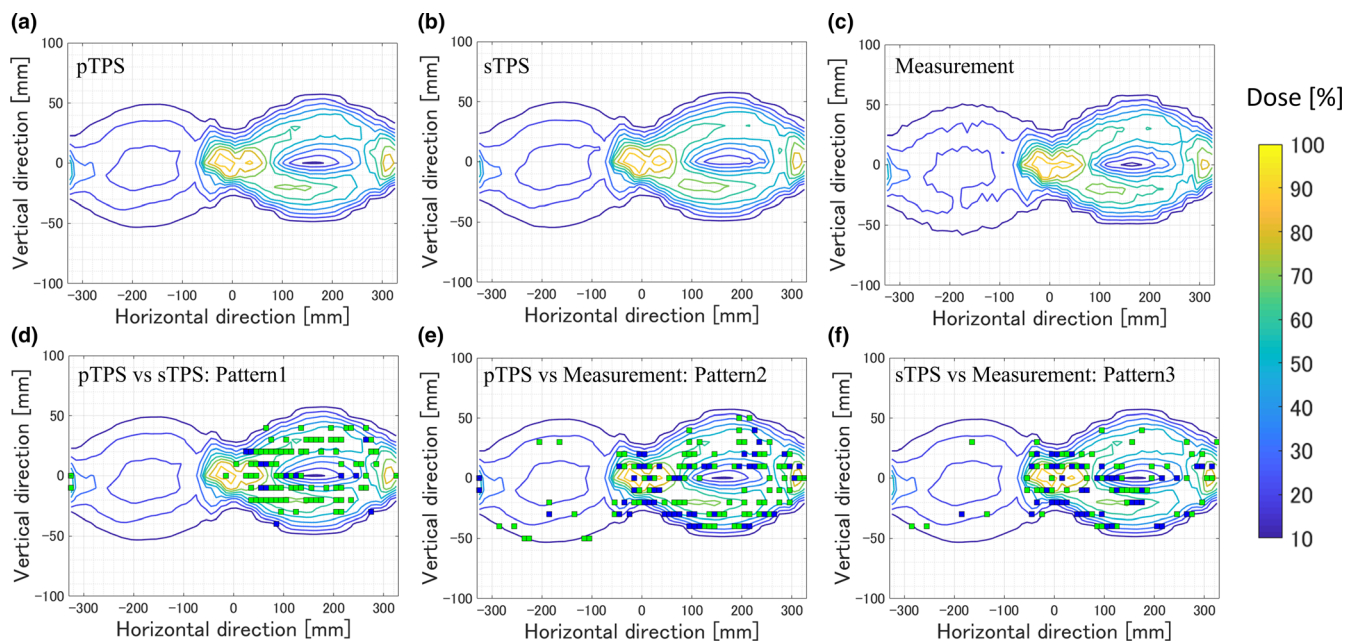 (a)
(b)
(c)
100
50
0
-50
-100
Vertical direction [mm]
pTPS
-300 -200 -100 0 100 200 300
Horizontal direction [mm]
100
50
0
-50
-100
Vertical direction [mm]
sTPS
-300 -200 -100 0 100 200 300
Horizontal direction [mm]
100
50
0
-50
-100
Vertical direction [mm]
Measurement
-300 -200 -100 0 100 200 300
Horizontal direction [mm]
Dose [%]
100
90
80
70
60
50
40
30
20
10
(d)
(e)
(f)
100
50
0
-50
-100
Vertical direction [mm]
pTPS vs sTPS: Pattern1
-300 -200 -100 0 100 200 300
Horizontal direction [mm]
100
50
0
-50
-100
Vertical direction [mm]
pTPS vs Measurement: Pattern2
-300 -200 -100 0 100 200 300
Horizontal direction [mm]
100
50
0
-50
-100
Vertical direction [mm]
sTPS vs Measurement: Pattern3
-300 -200 -100 0 100 200 300
Horizontal direction [mm]